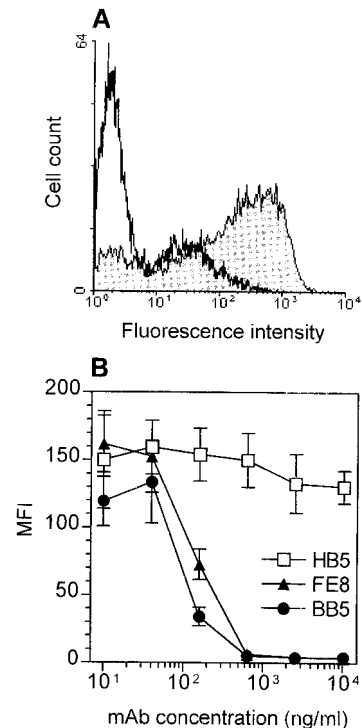 A
64
Cell count
0
10⁰ 10¹ 10² 10³ 10⁴
Fluorescence intensity
B
200
150
100
50
0
MFI
HB5
FE8
BB5
10¹ 10² 10³ 10⁴
mAb concentration (ng/ml)